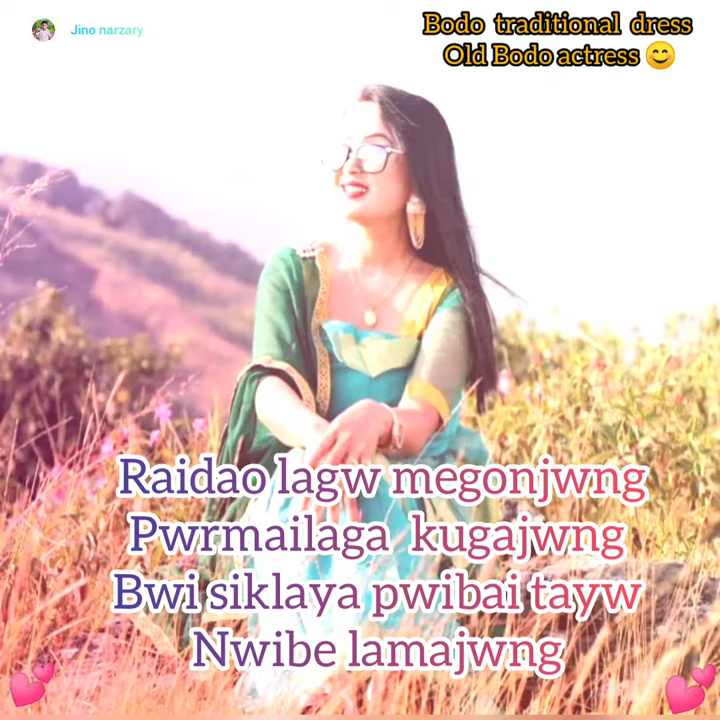 Jino narzary
Bodo traditional dress
Old Bodo actress 😊
Raidao lagw megonjwng
Pwrmailaga kugajwng
Bwi siklaya pwibai tayw
Nwibe lamajwng